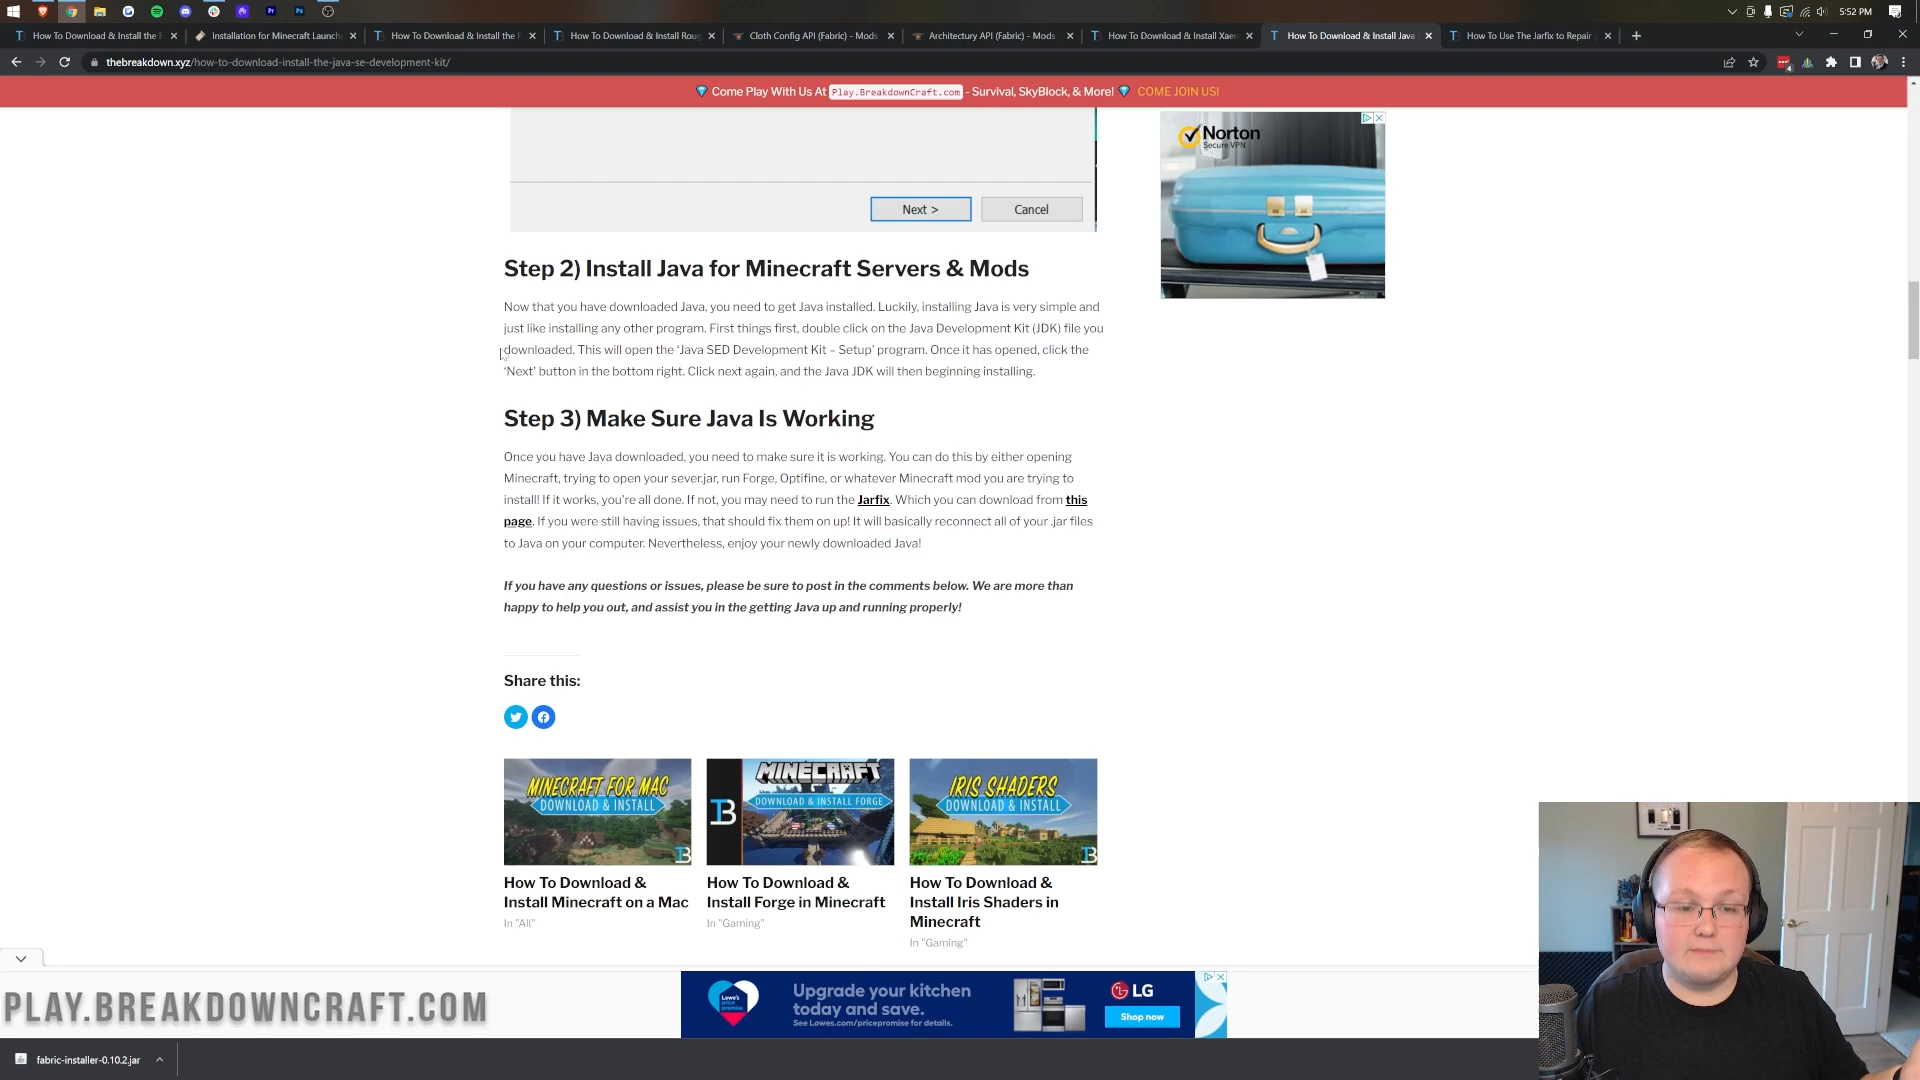 5:52 PM
How To Download & Install the F
Installation for Minecraft Launch
How To Download & Install the F
How To Download & Install Roug
Cloth Config API (Fabric) - Mods
Architectury API (Fabric) - Mods
How To Download & Install Xaer
How To Download & Install Java
How To Use The Jarfix to Repair
thebreakdown.xyz/how-to-download-install-the-java-se-development-kit/
Come Play With Us At Play.BreakdownCraft.com - Survival, SkyBlock, & More! COME JOIN US!
Norton
Secure VPN
Next >
Cancel
Step 2) Install Java for Minecraft Servers & Mods
Now that you have downloaded Java, you need to get Java installed. Luckily, installing Java is very simple and
just like installing any other program. First things first, double click on the Java Development Kit (JDK) file you
downloaded. This will open the ‘Java SED Development Kit – Setup’ program. Once it has opened, click the
‘Next’ button in the bottom right. Click next again, and the Java JDK will then beginning installing.
Step 3) Make Sure Java Is Working
Once you have Java downloaded, you need to make sure it is working. You can do this by either opening
Minecraft, trying to open your sever.jar, run Forge, Optifine, or whatever Minecraft mod you are trying to
install! If it works, you’re all done. If not, you may need to run the Jarfix. Which you can download from this
page. If you were still having issues, that should fix them on up! It will basically reconnect all of your .jar files
to Java on your computer. Nevertheless, enjoy your newly downloaded Java!
If you have any questions or issues, please be sure to post in the comments below. We are more than
happy to help you out, and assist you in the getting Java up and running properly!
Share this:
MINECRAFT FOR MAC
DOWNLOAD & INSTALL
MINECRAFT
DOWNLOAD & INSTALL FORGE
IRIS SHADERS
DOWNLOAD & INSTALL
How To Download &
Install Minecraft on a Mac
In "All"
How To Download &
Install Forge in Minecraft
In "Gaming"
How To Download &
Install Iris Shaders in
Minecraft
In "Gaming"
PLAY.BREAKDOWNCRAFT.COM
Upgrade your kitchen
today and save.
See Lowes.com/pricepromise for details.
LG
Shop now
fabric-installer-0.10.2.jar